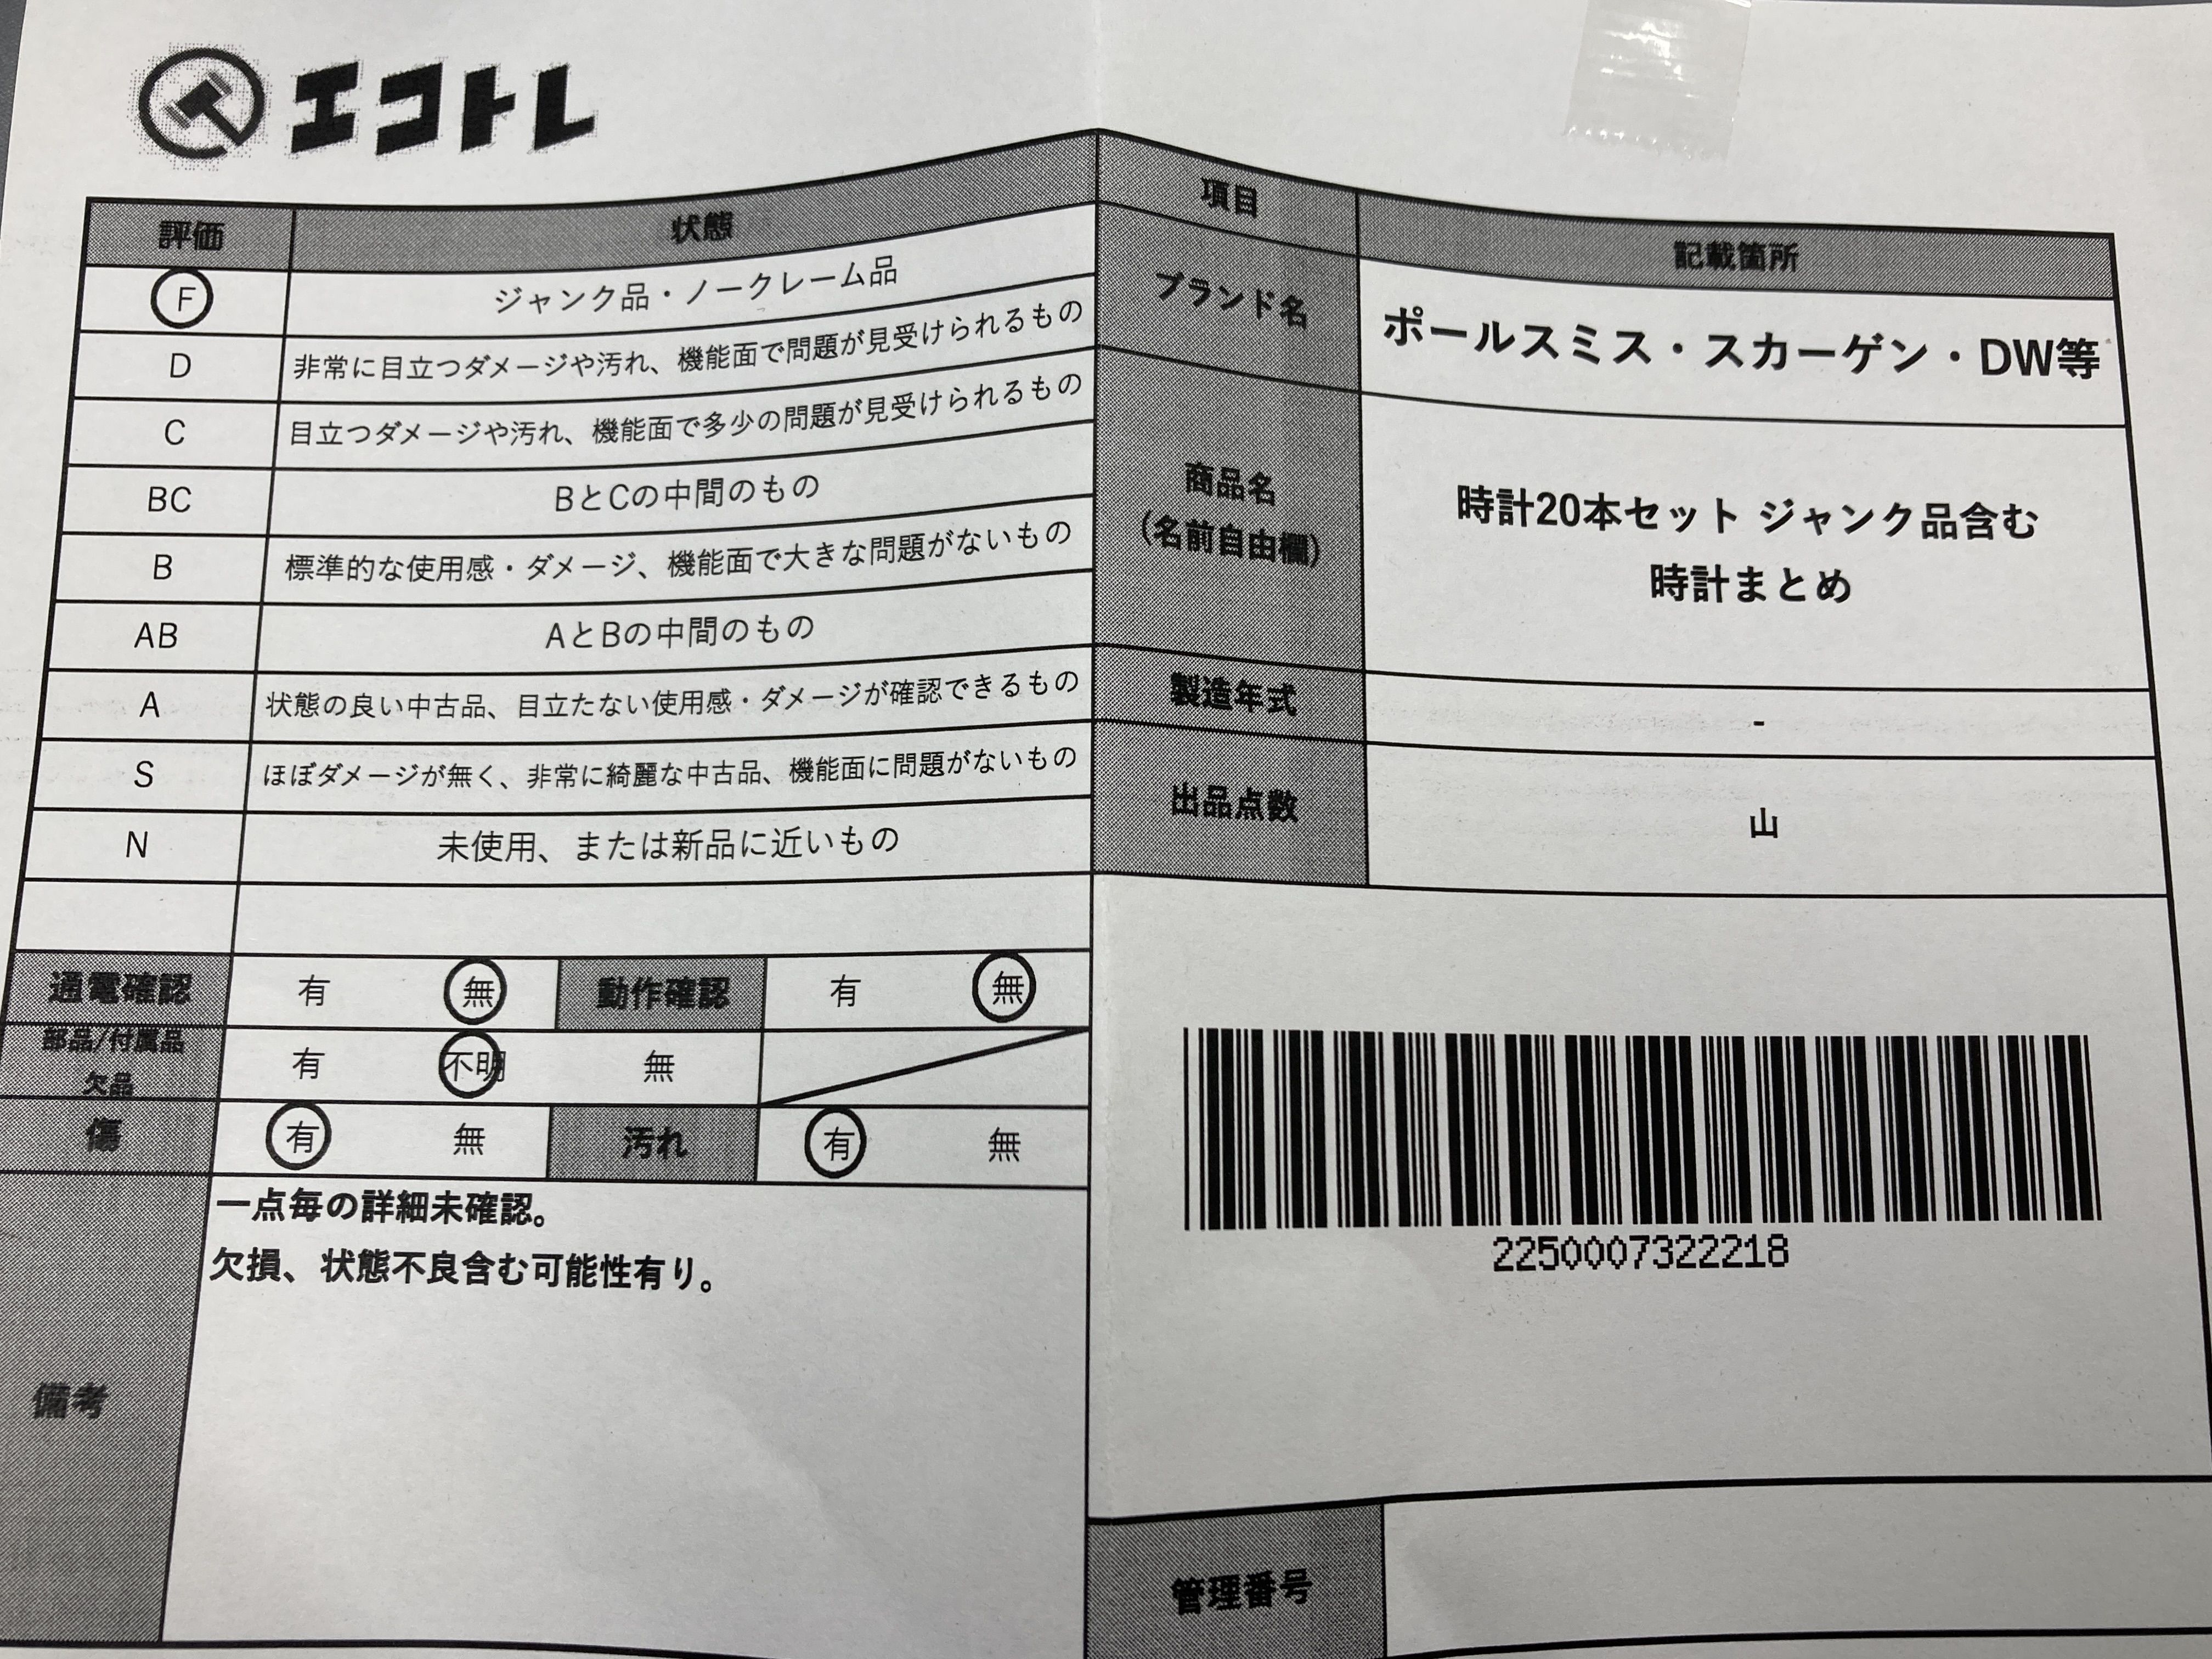 エコトレ
評価 状態
F ジャンク品・ノークレーム品
D 非常に目立つダメージや汚れ、機能面で問題が見受けられるもの
C 目立つダメージや汚れ、機能面で多少の問題が見受けられるもの
BC BとCの中間のもの
B 標準的な使用感・ダメージ、機能面で大きな問題がないもの
AB AとBの中間のもの
A 状態の良い中古品、目立たない使用感・ダメージが確認できるもの
S ほぼダメージが無く、非常に綺麗な中古品、機能面に問題がないもの
N 未使用、または新品に近いもの
通電確認 有 無 動作確認 有 無
部品/付属品
欠品 有 不明 無
傷 有 無 汚れ 有 無
備考
一点毎の詳細未確認。
欠損、状態不良含む可能性有り。
項目 記載箇所
ブランド名 ポールスミス・スカーゲン・DW等
商品名
(名前自由欄)
時計20本セット ジャンク品含む
時計まとめ
製造年式 -
出品点数 山
2250007322218
管理番号